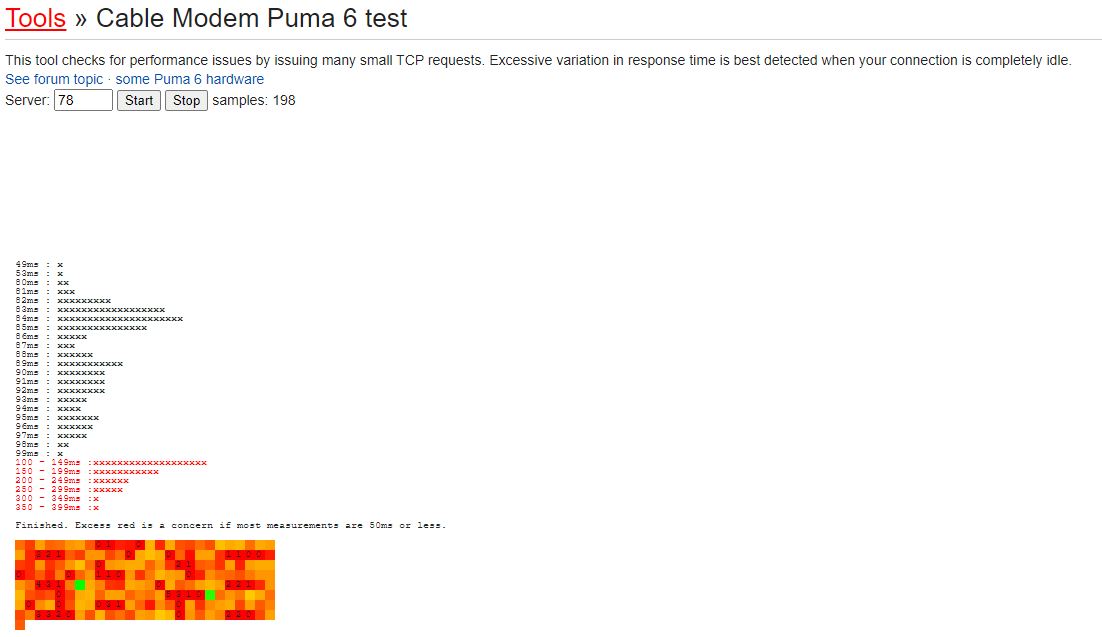 Tools » Cable Modem Puma 6 test
This tool checks for performance issues by issuing many small TCP requests. Excessive variation in response time is best detected when your connection is completely idle.
See forum topic · some Puma 6 hardware
Server: 78 Start Stop samples: 198
49ms : x
53ms : x
80ms : xx
81ms : xxx
82ms : xxxxxxxxx
83ms : xxxxxxxxxxxxxxxxxx
84ms : xxxxxxxxxxxxxxxxxxxxx
85ms : xxxxxxxxxxxxxxx
86ms : xxxxx
87ms : xxx
88ms : xxxxxx
89ms : xxxxxxxxxxx
90ms : xxxxxxxx
91ms : xxxxxxxx
92ms : xxxxxxxx
93ms : xxxxx
94ms : xxxx
95ms : xxxxxxx
96ms : xxxxxx
97ms : xxxxx
98ms : xx
99ms : x
100 - 149ms :xxxxxxxxxxxxxxxxxxx
150 - 199ms :xxxxxxxxxxx
200 - 249ms :xxxxxx
250 - 299ms :xxxxx
300 - 349ms :x
350 - 399ms :x
Finished. Excess red is a concern if most measurements are 50ms or less.